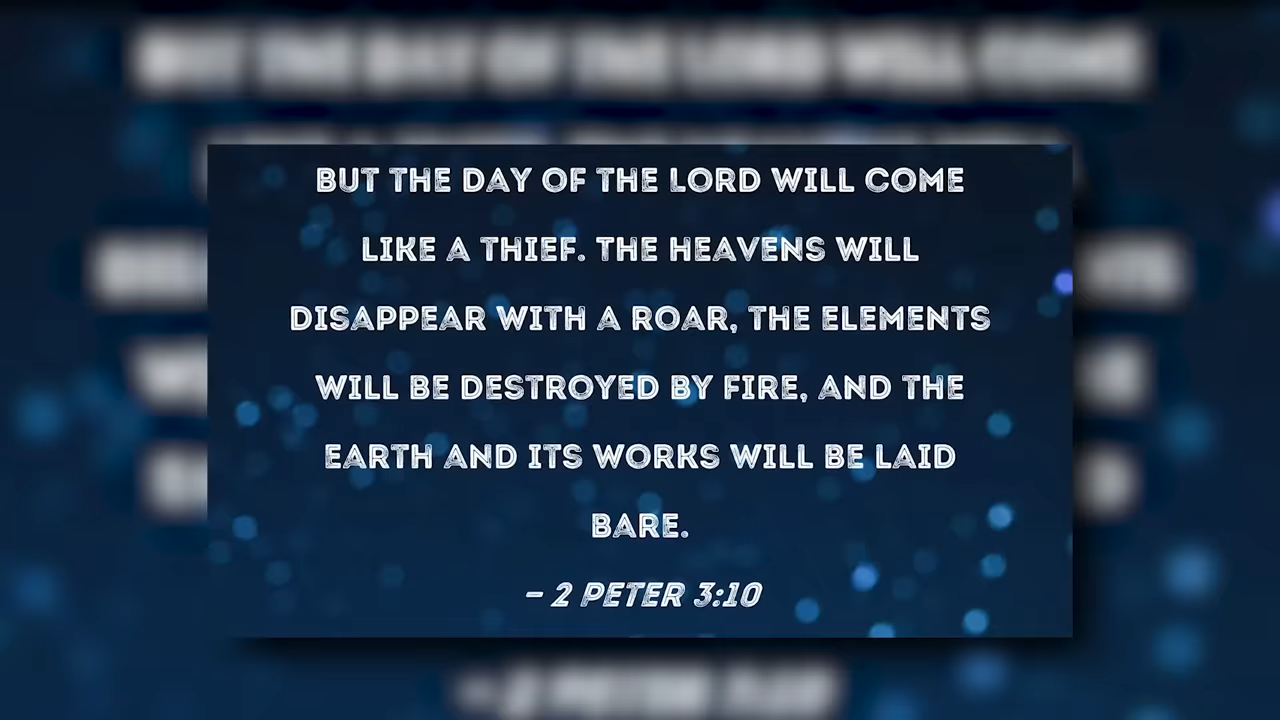 BUT THE DAY OF THE LORD WILL COME
LIKE A THIEF. THE HEAVENS WILL
DISAPPEAR WITH A ROAR, THE ELEMENTS
WILL BE DESTROYED BY FIRE, AND THE
EARTH AND ITS WORKS WILL BE LAID
BARE.
– 2 PETER 3:10